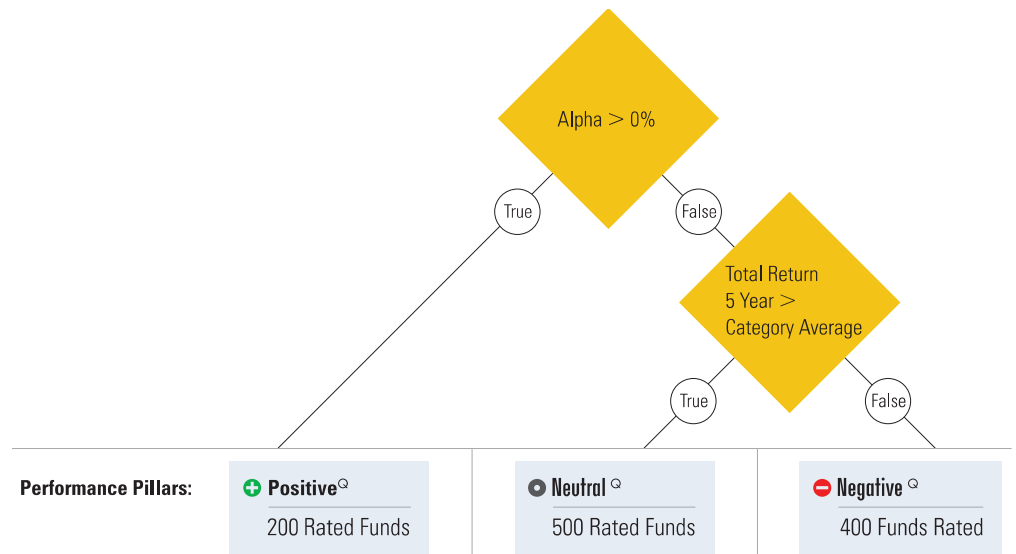 Alpha > 0%
True
False
Total Return
5 Year >
Category Average
True
False
Performance Pillars:
Positive Q
Neutral Q
Negative Q
200 Rated Funds
500 Rated Funds
400 Funds Rated